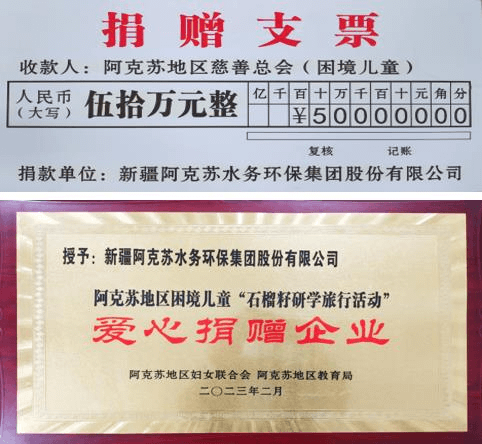 捐赠支票
收款人：阿克苏地区慈善总会（困境儿童）
人民币（大写） 伍拾万元整
亿千百十万千百十元角分
¥50000000
复核 记账
捐款单位：新疆阿克苏水务环保集团股份有限公司
授予：新疆阿克苏水务环保集团股份有限公司
阿克苏地区困境儿童“石榴籽研学旅行活动”
爱心捐赠企业
阿克苏地区妇女联合会 阿克苏地区教育局
二〇二三年二月